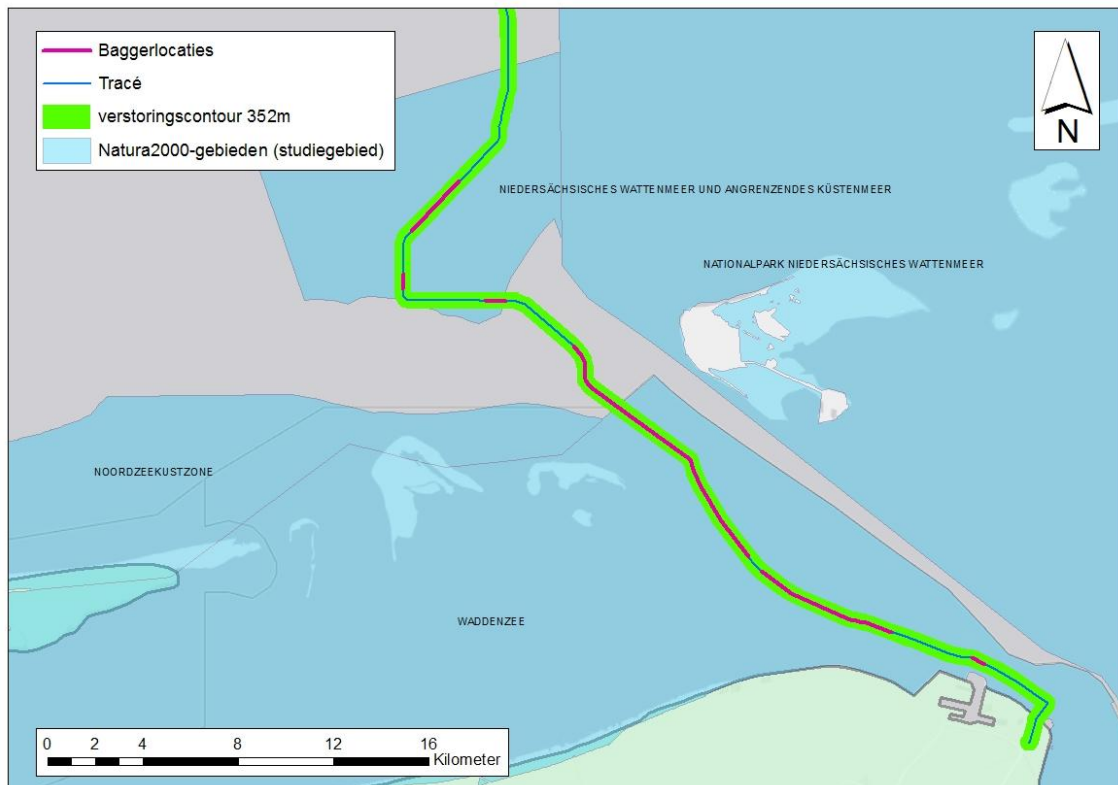 Baggerlocaties
Tracé
verstoringscontour 352m
Natura2000-gebieden (studiegebied)
N
NIEDERSÄCHSISCHES WATTENMEER UND ANGRENZENDES KÜSTENMEER
NATIONALPARK NIEDERSÄCHSISCHES WATTENMEER
NOORDZEEKUSTZONE
WADDENZEE
0 2 4 8 12 16
Kilometer